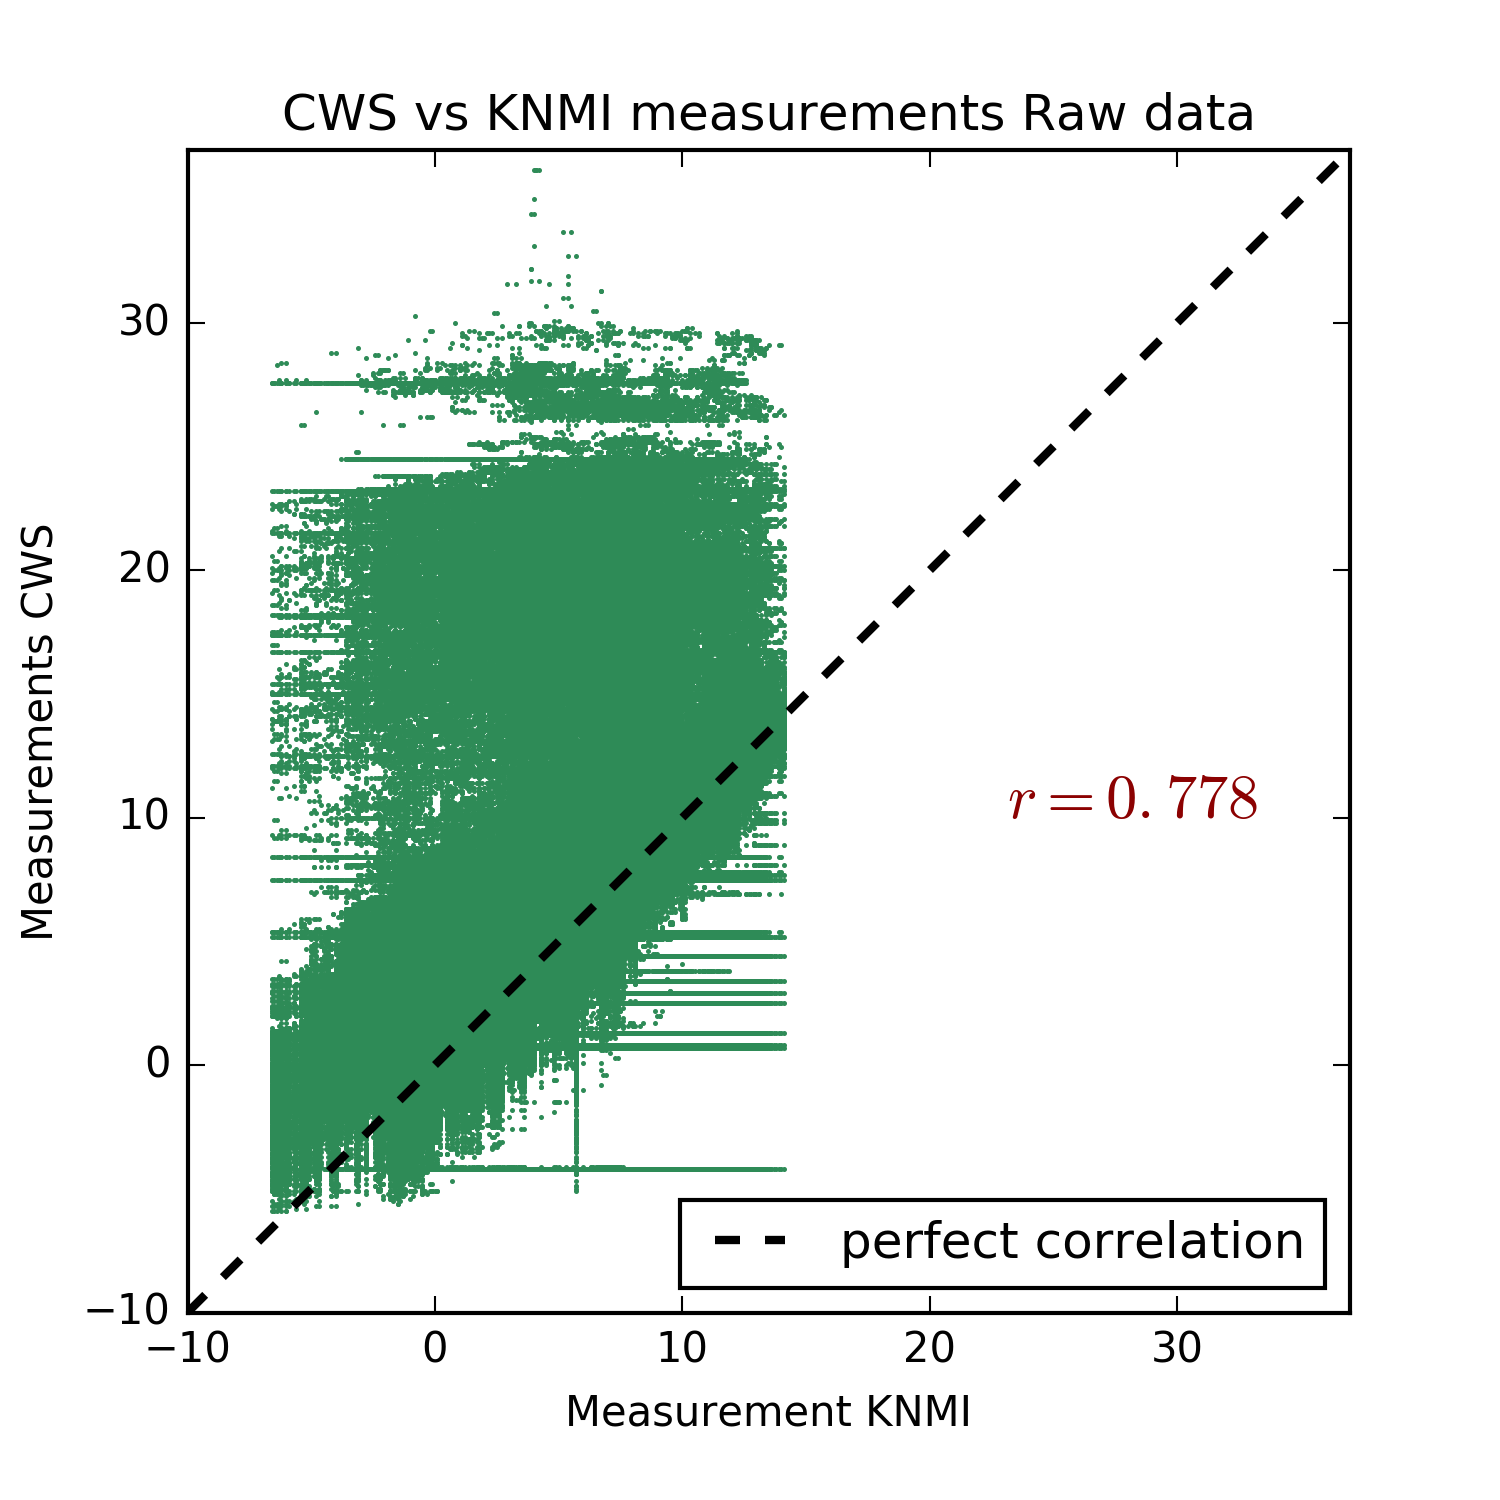 CWS vs KNMI measurements Raw data
Measurements CWS
30
20
10
0
−10
r = 0.778
perfect correlation
−10 0 10 20 30
Measurement KNMI